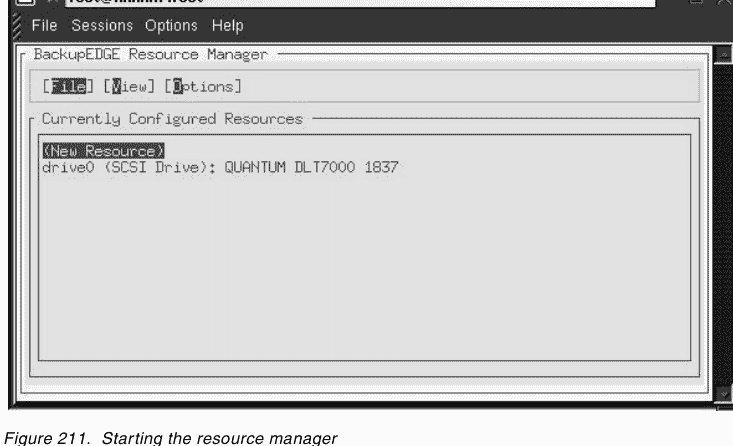 File Sessions Options Help
BackupEDGE Resource Manager
[File] [View] [Options]
Currently Configured Resources
(New Resource)
drive0 (SCSI Drive): QUANTUM DLT7000 1837
Figure 211. Starting the resource manager